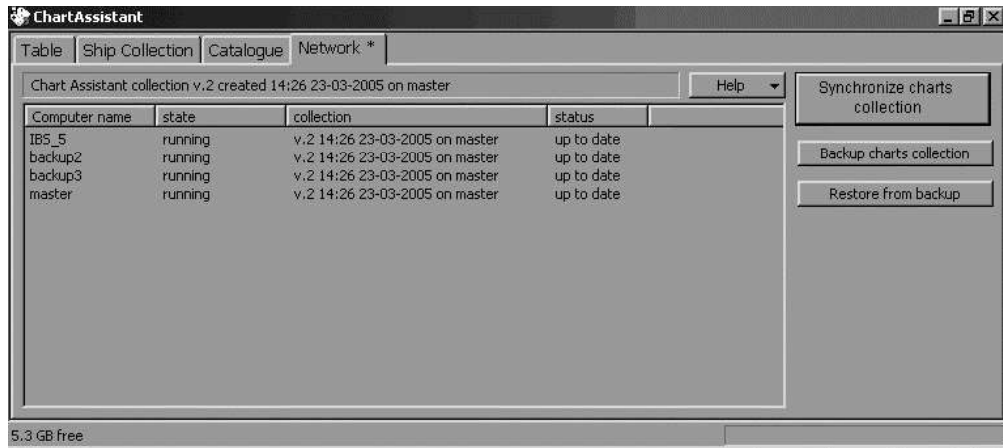 ChartAssistant
Table Ship Collection Catalogue Network *
Chart Assistant collection v.2 created 14:26 23-03-2005 on master Help
Synchronize charts collection
Computer name state collection status
IBS_5 running v.2 14:26 23-03-2005 on master up to date
backup2 running v.2 14:26 23-03-2005 on master up to date
backup3 running v.2 14:26 23-03-2005 on master up to date
master running v.2 14:26 23-03-2005 on master up to date
Backup charts collection
Restore from backup
5.3 GB free